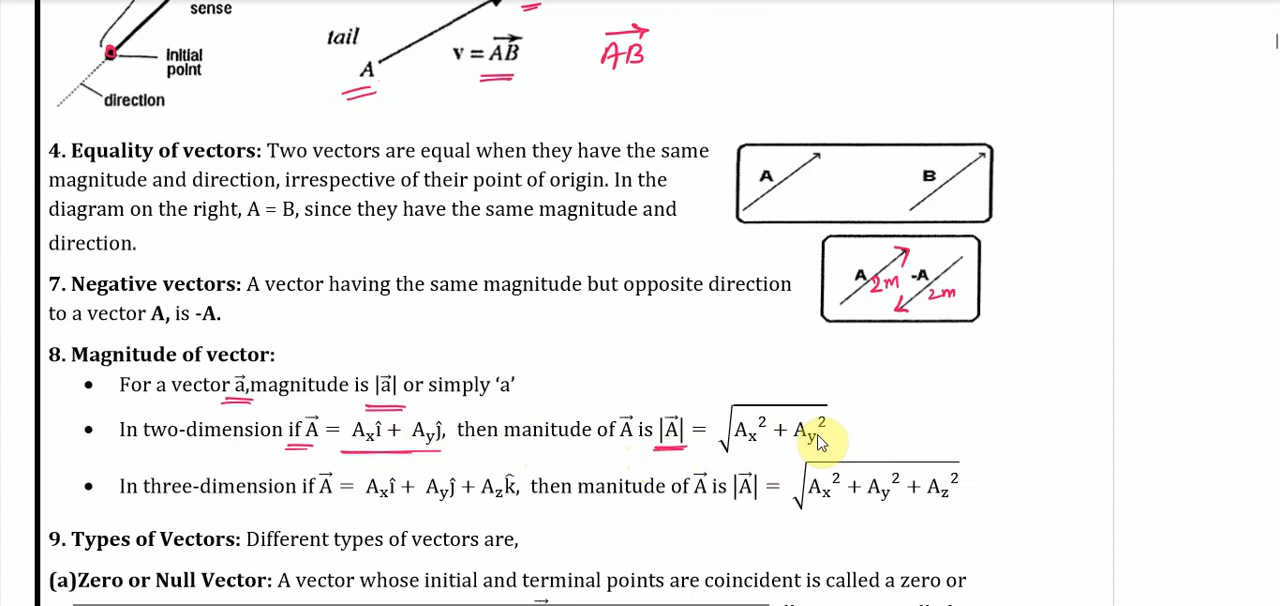 sense
initial
point
direction
tail
A
v = AB
AB
4. Equality of vectors: Two vectors are equal when they have the same
magnitude and direction, irrespective of their point of origin. In the
diagram on the right, A = B, since they have the same magnitude and
direction.
A
B
7. Negative vectors: A vector having the same magnitude but opposite direction
to a vector A, is -A.
A -A
2m 2m
8. Magnitude of vector:
• For a vector a⃗,magnitude is |a⃗| or simply ‘a’
• In two-dimension if A⃗ = Aₓî + Aᵧĵ, then manitude of A⃗ is |A⃗| = √(Aₓ² + Aᵧ²)
• In three-dimension if A⃗ = Aₓî + Aᵧĵ + A_zk̂, then manitude of A⃗ is |A⃗| = √(Aₓ² + Aᵧ² + A_z²)
9. Types of Vectors: Different types of vectors are,
(a)Zero or Null Vector: A vector whose initial and terminal points are coincident is called a zero or